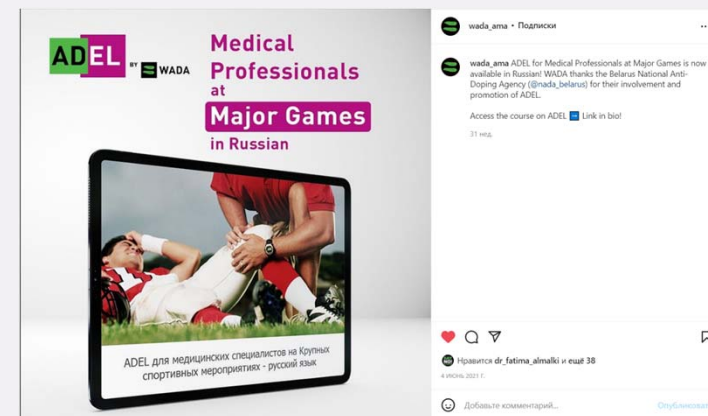 ADEL BY WADA
Medical
Professionals
at
Major Games
in Russian
ADEL для медицинских специалистов на Крупных
спортивных мероприятиях - русский язык
wada_ama • Подписки
wada_ama ADEL for Medical Professionals at Major Games is now
available in Russian! WADA thanks the Belarus National Anti-
Doping Agency (@nada_belarus) for their involvement and
promotion of ADEL.
Access the course on ADEL ➡ Link in bio!
31 нед.
Нравится dr_fatima_almalki и ещё 38
4 ИЮНЬ 2021 Г.
Добавьте комментарий...